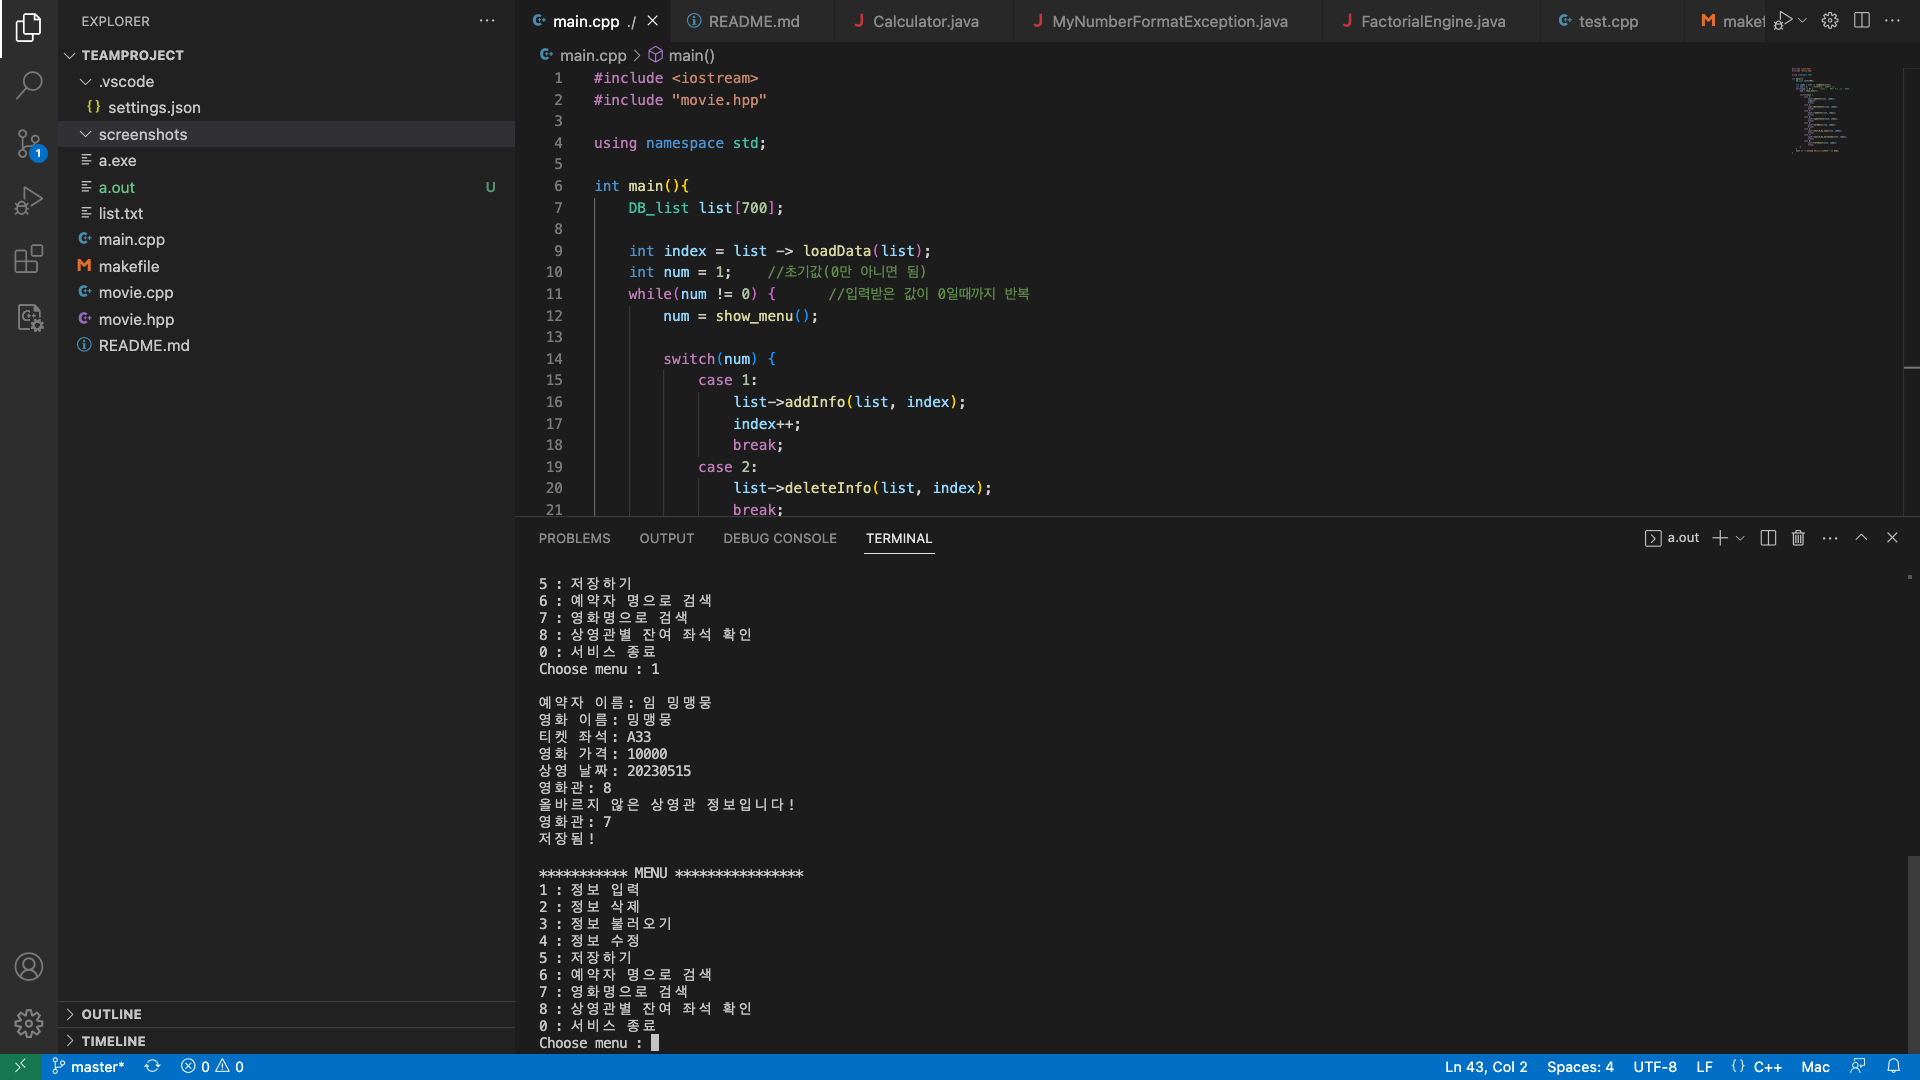 EXPLORER
TEAMPROJECT
.vscode
{} settings.json
screenshots
a.exe
a.out U
list.txt
main.cpp
makefile
movie.cpp
movie.hpp
README.md
OUTLINE
TIMELINE
main.cpp ./
README.md
Calculator.java
MyNumberFormatException.java
FactorialEngine.java
test.cpp
makef
main.cpp > main()
1 #include <iostream>
2 #include "movie.hpp"
3
4 using namespace std;
5
6 int main(){
7 DB_list list[700];
8
9 int index = list -> loadData(list);
10 int num = 1; //초기값(0만 아니면 됨)
11 while(num != 0) { //입력받은 값이 0일때까지 반복
12 num = show_menu();
13
14 switch(num) {
15 case 1:
16 list->addInfo(list, index);
17 index++;
18 break;
19 case 2:
20 list->deleteInfo(list, index);
21 break;
PROBLEMS OUTPUT DEBUG CONSOLE TERMINAL
a.out
5 : 저장하기
6 : 예약자 명으로 검색
7 : 영화명으로 검색
8 : 상영관별 잔여 좌석 확인
0 : 서비스 종료
Choose menu : 1
예약자 이름: 임 밍맹뭉
영화 이름: 밍맹뭉
티켓 좌석: A33
영화 가격: 10000
상영 날짜: 20230515
영화관: 8
올바르지 않은 상영관 정보입니다!
영화관: 7
저장됨!
*********** MENU ****************
1 : 정보 입력
2 : 정보 삭제
3 : 정보 불러오기
4 : 정보 수정
5 : 저장하기
6 : 예약자 명으로 검색
7 : 영화명으로 검색
8 : 상영관별 잔여 좌석 확인
0 : 서비스 종료
Choose menu :
1
master* 0 0
Ln 43, Col 2 Spaces: 4 UTF-8 LF {} C++ Mac